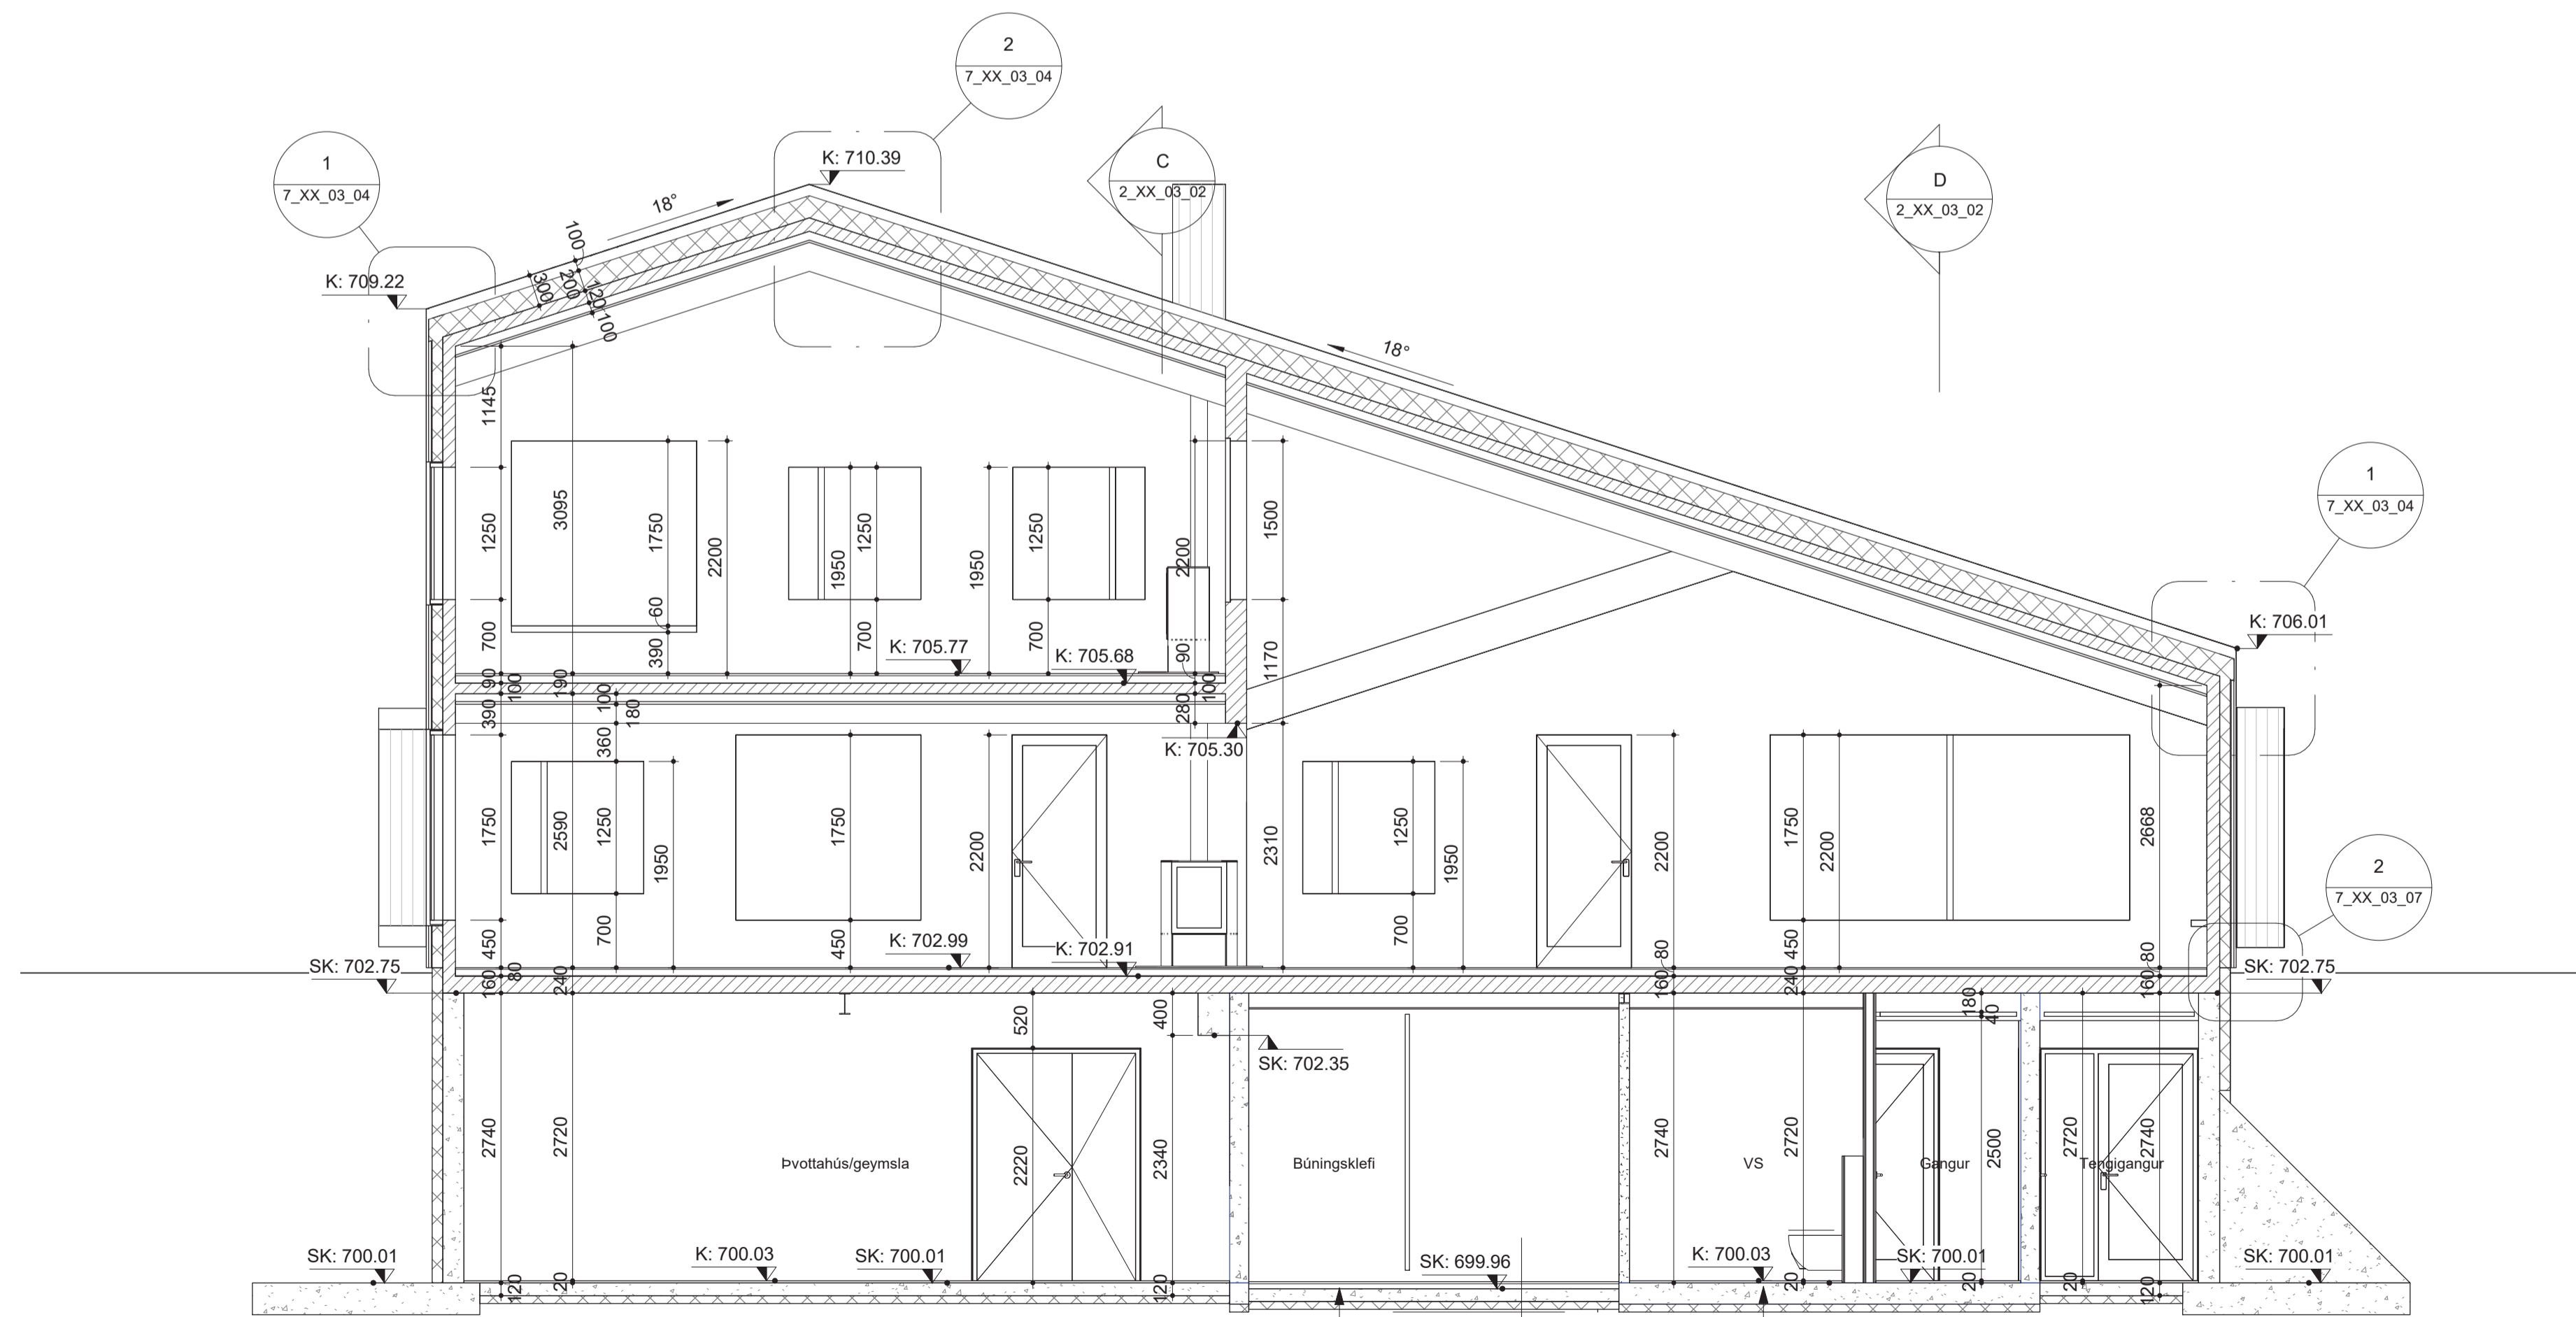 2
7_XX_03_04
1
7_XX_03_04
C
2_XX_03_02
D
2_XX_03_02
K: 710.39
18°
K: 709.22
100
300
200
120
100
18°
1
7_XX_03_04
K: 706.01
1145
1250
3095
1750
2200
1950
1250
1950
1250
2200
1500
700
60
390
700
700
K: 705.77
K: 705.68
90
1170
90
100
190
100
180
390
280
100
360
K: 705.30
1750
2590
1250
1950
1750
2200
2310
1250
1950
2200
1750
2200
2668
2
7_XX_03_07
450
700
450
K: 702.99
K: 702.91
700
80
450
80
SK: 702.75
160
80
240
160
240
160
SK: 702.75
520
400
180
40
SK: 702.35
2740
2720
2220
2340
2740
2720
2500
2720
2740
Þvottahús/geymsla
Búningsklefi
VS
Gangur
Tengigangur
SK: 700.01
K: 700.03
SK: 700.01
SK: 699.96
K: 700.03
SK: 700.01
SK: 700.01
120
20
120
20
20
20
120